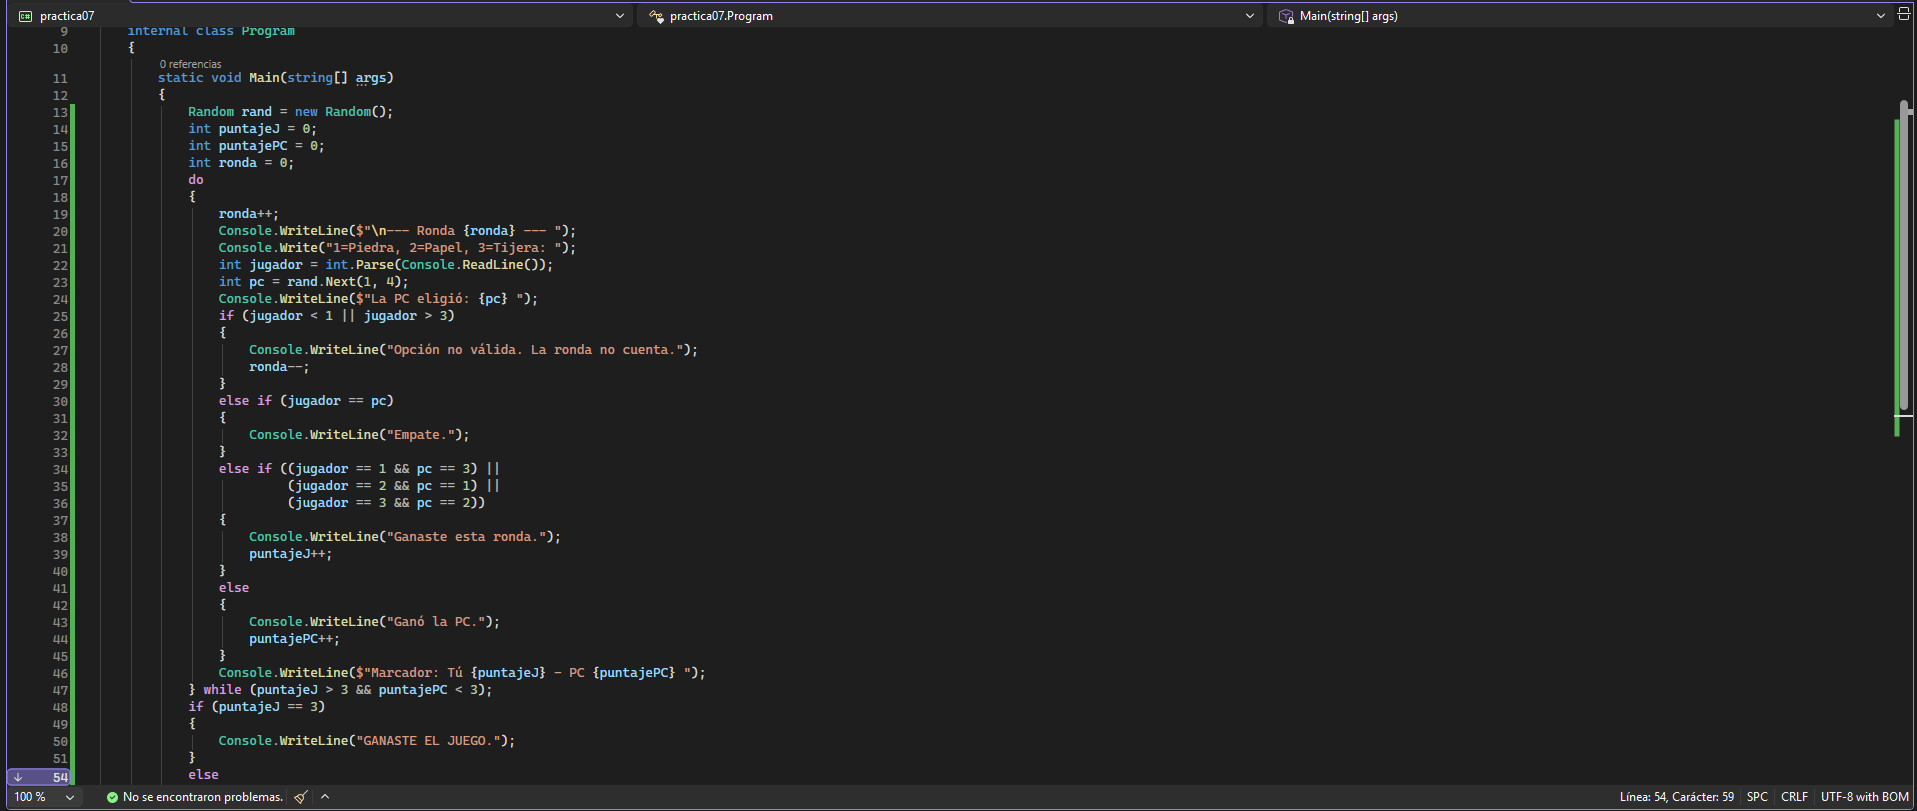 practica07
practica07.Program
Main(string[] args)
9 internal class Program
10 {
0 referencias
11 static void Main(string[] args)
12 {
13 Random rand = new Random();
14 int puntajeJ = 0;
15 int puntajePC = 0;
16 int ronda = 0;
17 do
18 {
19 ronda++;
20 Console.WriteLine($"\n--- Ronda {ronda} --- ");
21 Console.Write("1=Piedra, 2=Papel, 3=Tijera: ");
22 int jugador = int.Parse(Console.ReadLine());
23 int pc = rand.Next(1, 4);
24 Console.WriteLine($"La PC eligió: {pc} ");
25 if (jugador < 1 || jugador > 3)
26 {
27 Console.WriteLine("Opción no válida. La ronda no cuenta.");
28 ronda--;
29 }
30 else if (jugador == pc)
31 {
32 Console.WriteLine("Empate.");
33 }
34 else if ((jugador == 1 && pc == 3) ||
35 (jugador == 2 && pc == 1) ||
36 (jugador == 3 && pc == 2))
37 {
38 Console.WriteLine("Ganaste esta ronda.");
39 puntajeJ++;
40 }
41 else
42 {
43 Console.WriteLine("Ganó la PC.");
44 puntajePC++;
45 }
46 Console.WriteLine($"Marcador: Tú {puntajeJ} - PC {puntajePC} ");
47 } while (puntajeJ > 3 && puntajePC < 3);
48 if (puntajeJ == 3)
49 {
50 Console.WriteLine("GANASTE EL JUEGO.");
51 }
54 else
100 %
No se encontraron problemas.
Línea: 54, Carácter: 59
SPC
CRLF
UTF-8 with BOM